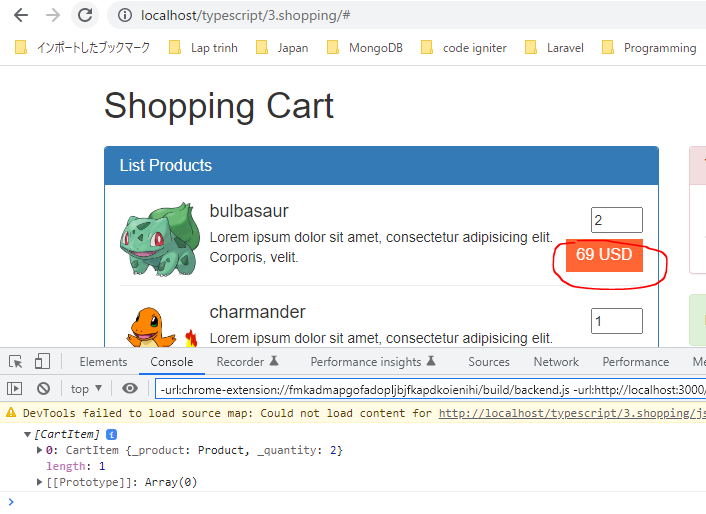 localhost/typescript/3.shopping/#
インポートしたブックマーク Lap trinh Japan MongoDB code igniter Laravel Programming
Shopping Cart
List Products
bulbasaur
2
Lorem ipsum dolor sit amet, consectetur adipisicing elit.
Corporis, velit.
69 USD
charmander
1
Lorem ipsum dolor sit amet, consectetur adipisicing elit.
Elements Console Recorder Performance insights Sources Network Performance Me
top -url:chrome-extension://fmkadmapgofadopljbjfkapdkoienihi/build/backend.js -url:http://localhost:3000/
DevTools failed to load source map: Could not load content for http://localhost/typescript/3.shopping/js
[CartItem]
0: CartItem {_product: Product, _quantity: 2}
length: 1
[[Prototype]]: Array(0)